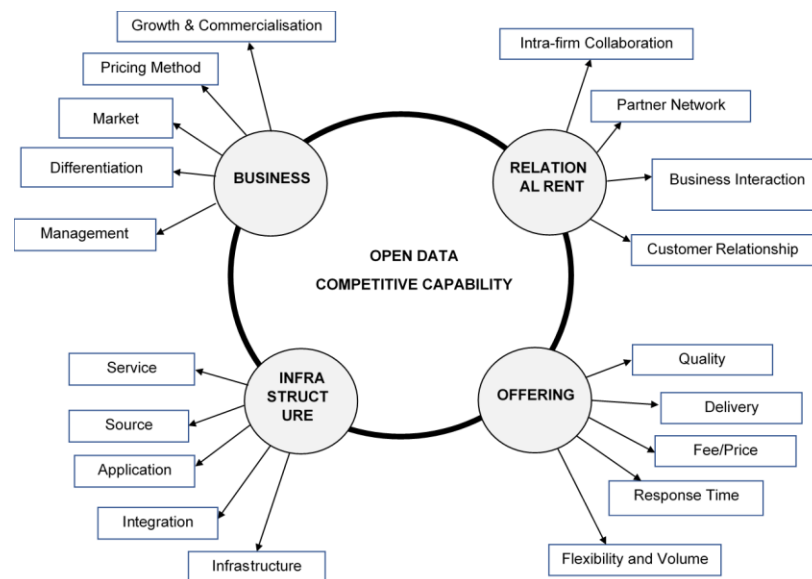 Growth & Commercialisation
Pricing Method
Market
Differentiation
Management
BUSINESS
Intra-firm Collaboration
Partner Network
Business Interaction
Customer Relationship
RELATION
AL RENT
OPEN DATA
COMPETITIVE CAPABILITY
Service
Source
Application
Integration
Infrastructure
INFRA
STRUCT
URE
OFFERING
Quality
Delivery
Fee/Price
Response Time
Flexibility and Volume